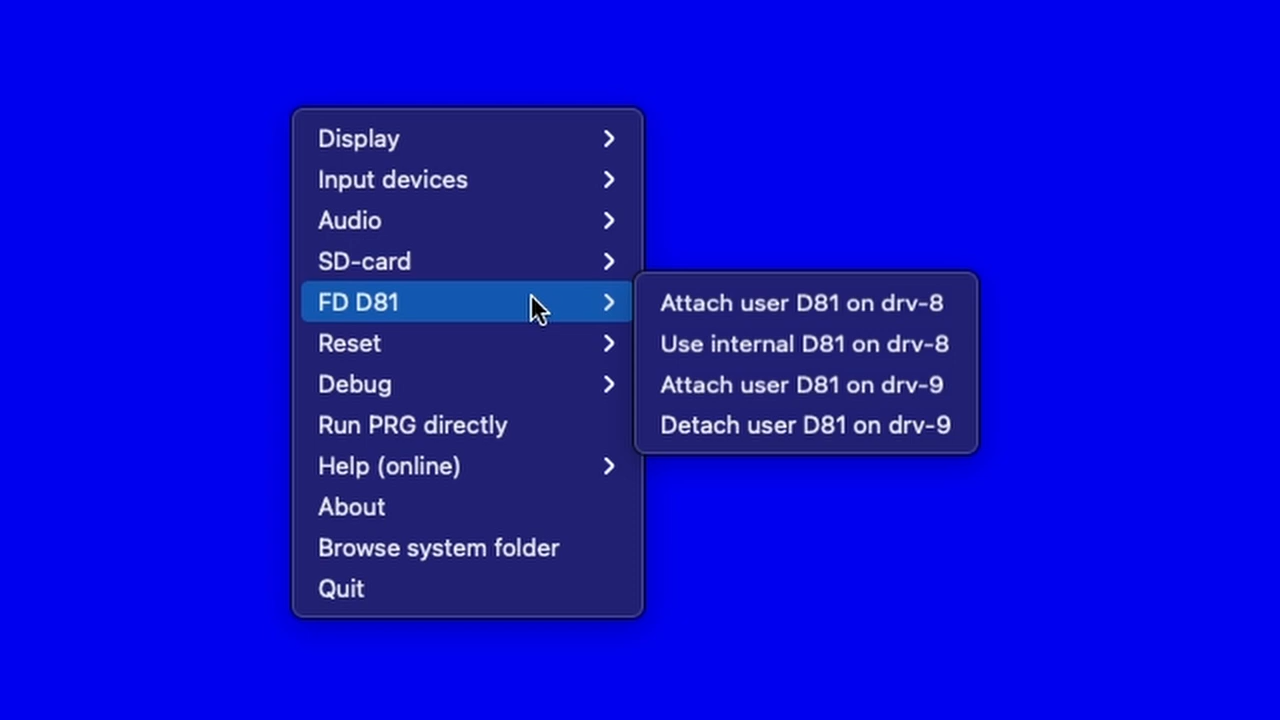 Display
Input devices
Audio
SD-card
FD D81
Reset
Debug
Run PRG directly
Help (online)
About
Browse system folder
Quit
Attach user D81 on drv-8
Use internal D81 on drv-8
Attach user D81 on drv-9
Detach user D81 on drv-9